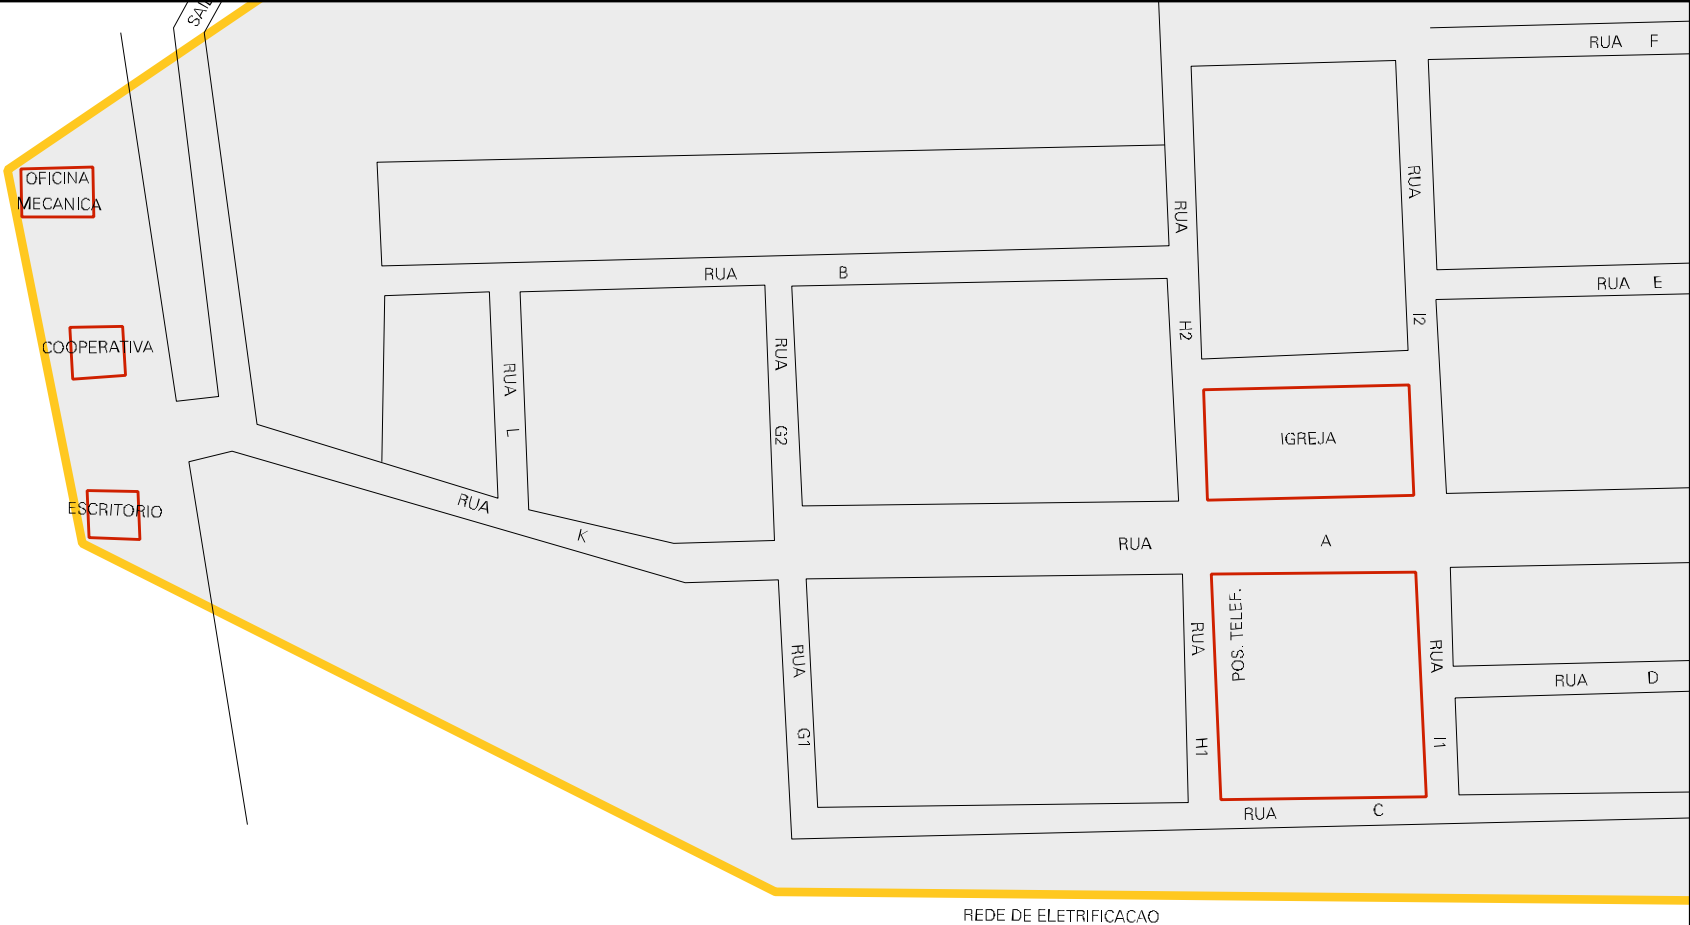 SAI
RUA F
OFICINA
MECANICA
RUA
RUA
RUA B
RUA E
H2
I2
COOPERATIVA
RUA
G2
RUA
L
IGREJA
RUA
K
ESCRITORIO
RUA A
POS. TELEF.
RUA
G1
RUA
H1
RUA
I1
RUA D
RUA C
REDE DE ELETRIFICACAO